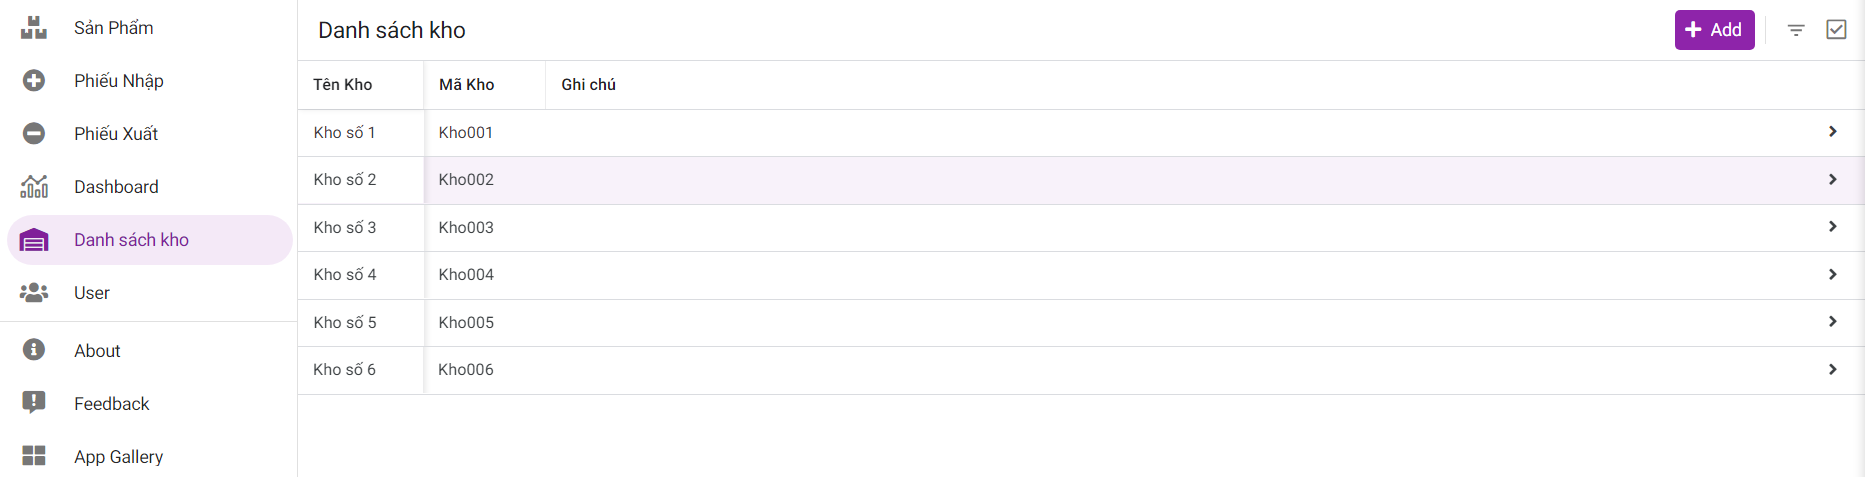 Sản Phẩm
Phiếu Nhập
Phiếu Xuất
Dashboard
Danh sách kho
User
About
Feedback
App Gallery
Danh sách kho
Add
Tên Kho Mã Kho Ghi chú
Kho số 1 Kho001
Kho số 2 Kho002
Kho số 3 Kho003
Kho số 4 Kho004
Kho số 5 Kho005
Kho số 6 Kho006